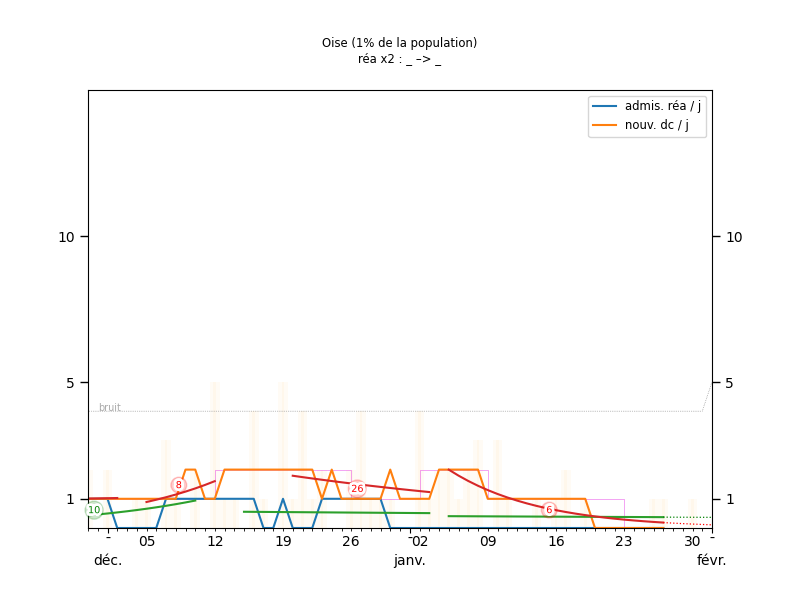 Oise (1% de la population)
réa x2 : _ –> _
admis. réa / j
nouv. dc / j
10
10
5
5
bruit
1
1
10
8
26
6
- 05 12 19 26 -02 09 16 23 30 -
déc. janv. févr.